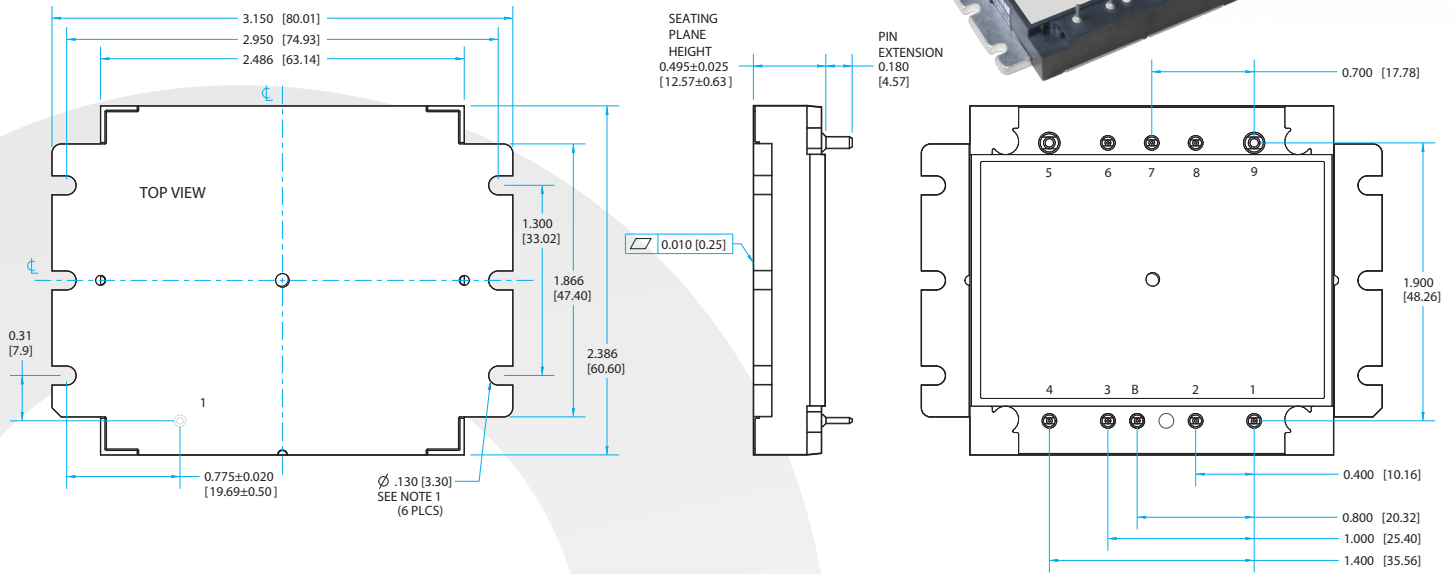 3.150 [80.01]
2.950 [74.93]
2.486 [63.14]
℄
TOP VIEW
℄
1.300
[33.02]
1.866
[47.40]
2.386
[60.60]
0.31
[7.9]
1
0.775±0.020
[19.69±0.50]
Ø .130 [3.30]
SEE NOTE 1
(6 PLCS)
SEATING
PLANE
HEIGHT
0.495±0.025
[12.57±0.63]
PIN
EXTENSION
0.180
[4.57]
⏥ 0.010 [0.25]
0.700 [17.78]
5 6 7 8 9
1.900
[48.26]
4 3 B 2 1
0.400 [10.16]
0.800 [20.32]
1.000 [25.40]
1.400 [35.56]